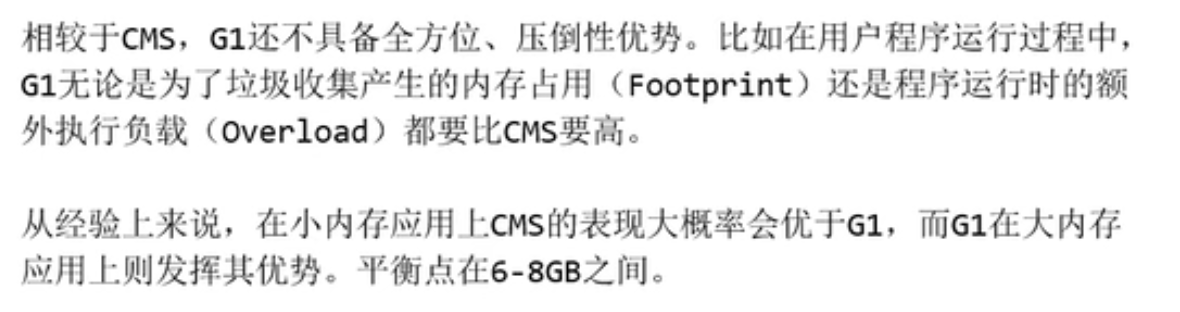 相较于CMS，G1还不具备全方位、压倒性优势。比如在用户程序运行过程中，
G1无论是为了垃圾收集产生的内存占用（Footprint）还是程序运行时的额
外执行负载（Overload）都要比CMS要高。
从经验上来说，在小内存应用上CMS的表现大概率会优于G1，而G1在大内存
应用上则发挥其优势。平衡点在6-8GB之间。